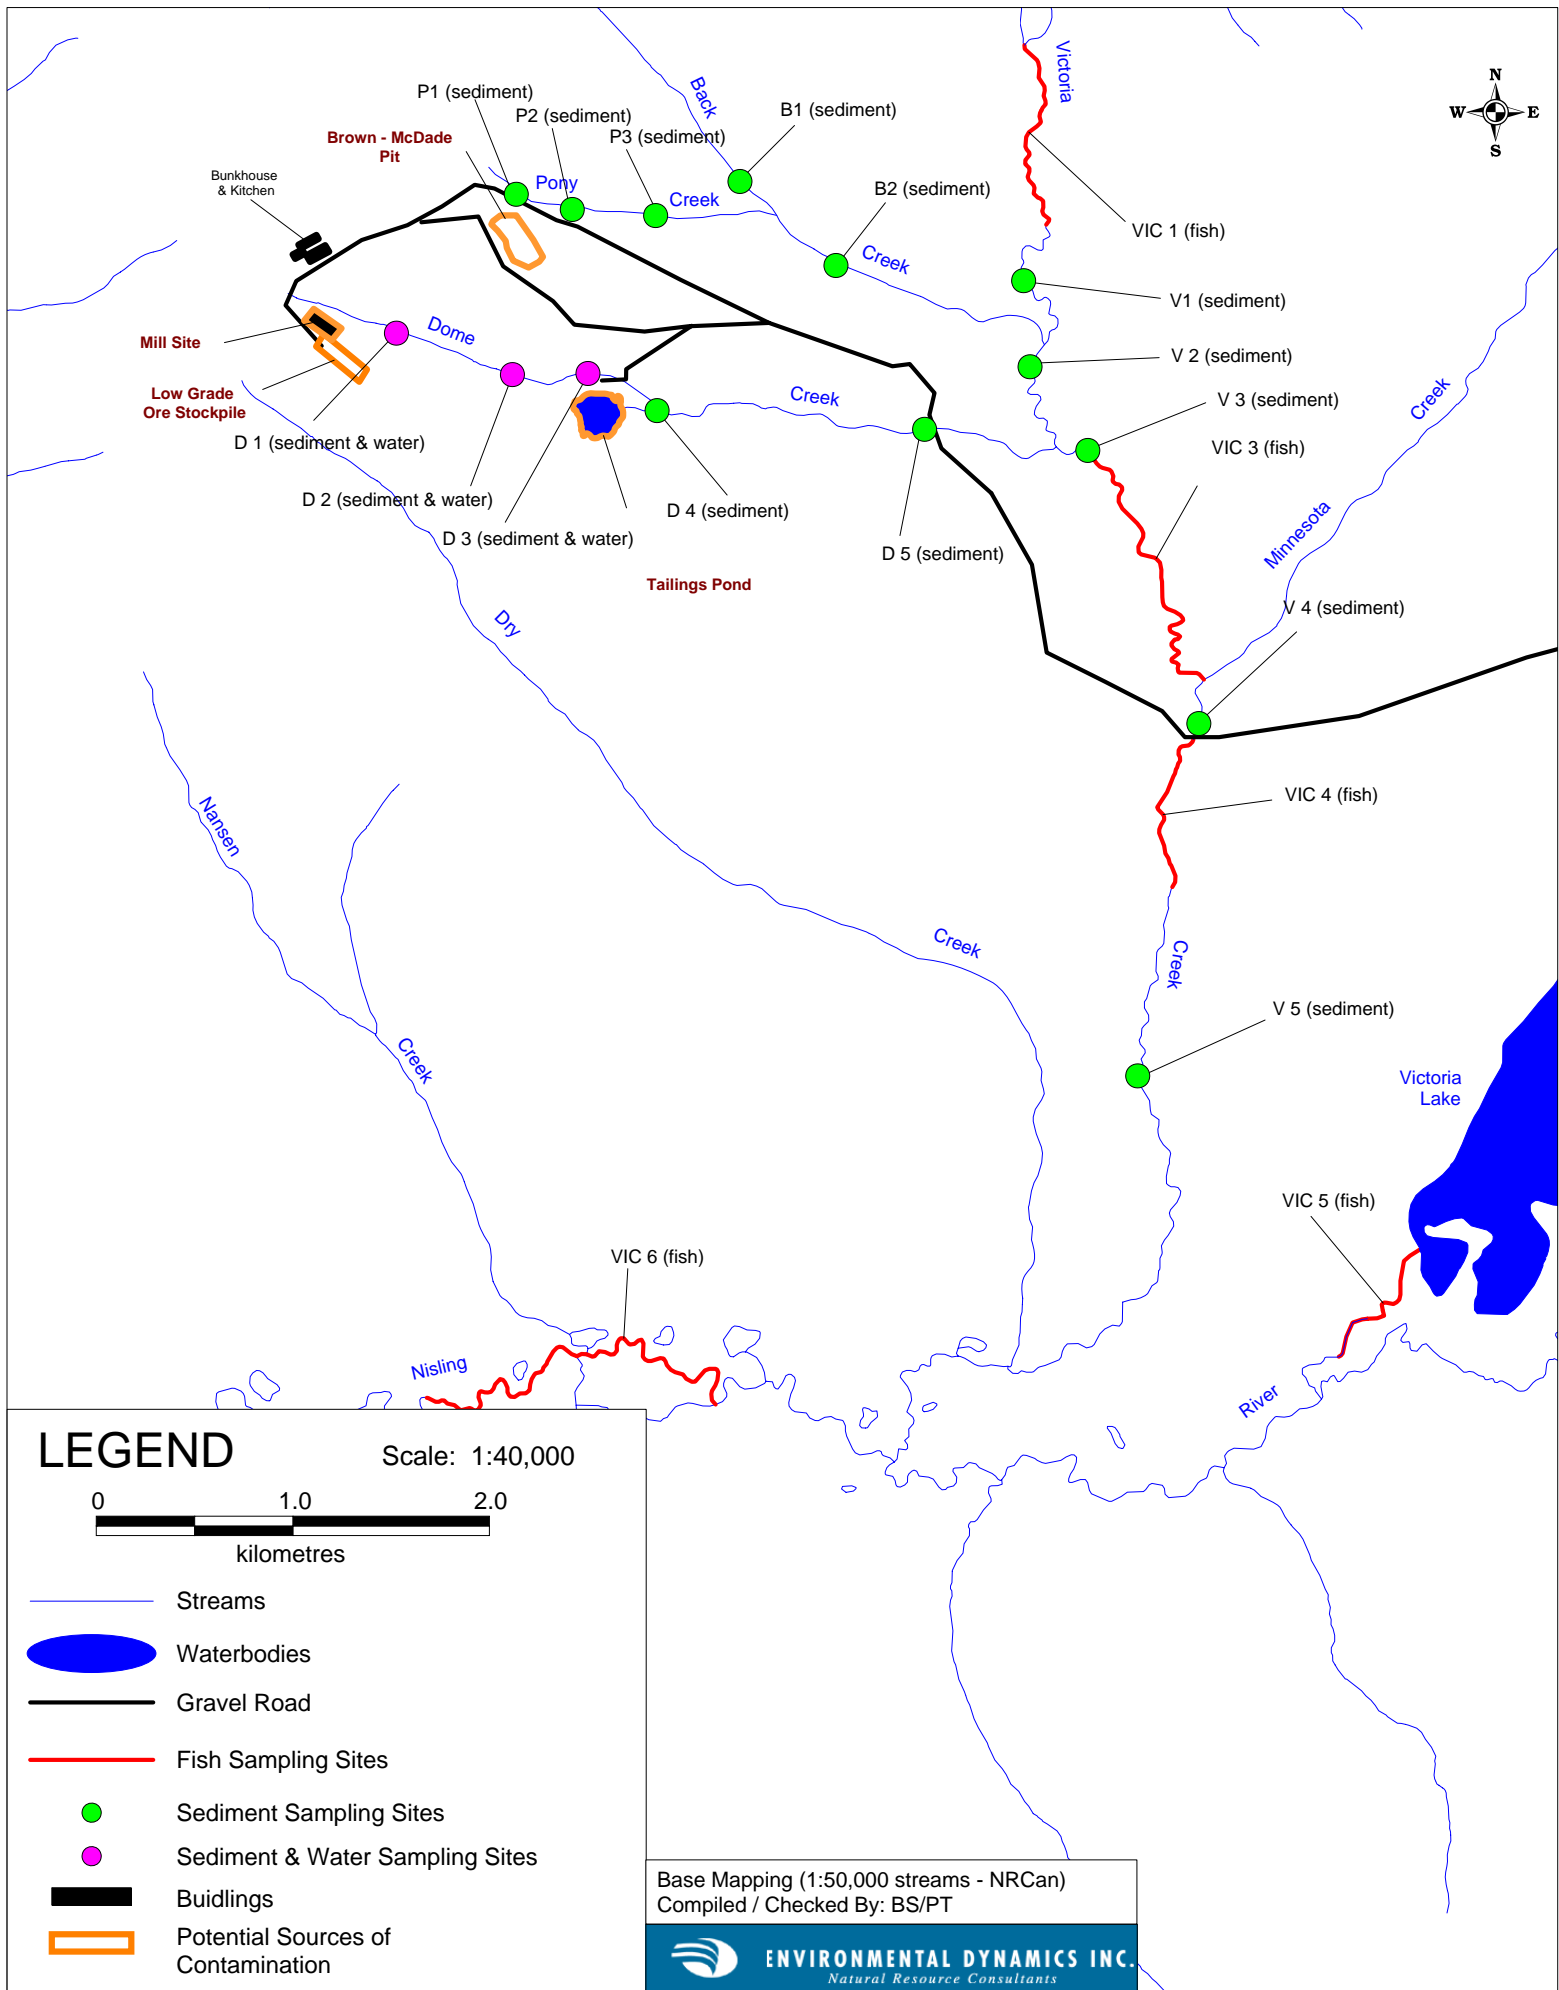 Victoria
Back
P1 (sediment)
P2 (sediment)
P3 (sediment)
B1 (sediment)
N
W
E
S
Brown - McDade
Pit
Bunkhouse
& Kitchen
Pony
Creek
B2 (sediment)
VIC 1 (fish)
Creek
V1 (sediment)
Mill Site
Dome
V 2 (sediment)
Low Grade
Ore Stockpile
Creek
V 3 (sediment)
Creek
D 1 (sediment & water)
VIC 3 (fish)
D 2 (sediment & water)
D 4 (sediment)
D 3 (sediment & water)
D 5 (sediment)
Minnesota
Tailings Pond
V 4 (sediment)
Dry
VIC 4 (fish)
Nansen
Creek
Creek
V 5 (sediment)
Creek
Victoria
Lake
VIC 5 (fish)
VIC 6 (fish)
Nisling
River
LEGEND
Scale: 1:40,000
0 1.0 2.0
kilometres
Streams
Waterbodies
Gravel Road
Fish Sampling Sites
Sediment Sampling Sites
Sediment & Water Sampling Sites
Buidlings
Potential Sources of
Contamination
Base Mapping (1:50,000 streams - NRCan)
Compiled / Checked By: BS/PT
ENVIRONMENTAL DYNAMICS INC.
Natural Resource Consultants